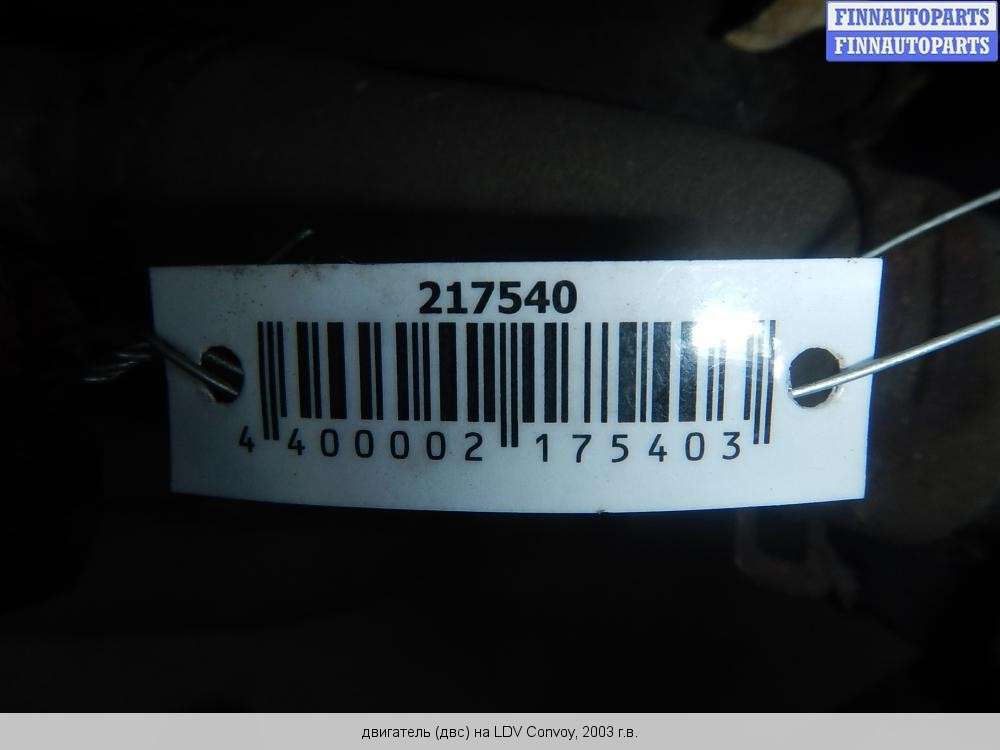 FINNAUTOPARTS
FINNAUTOPARTS
217540
4 400002 175403
двигатель (двс) на LDV Convoy, 2003 г.в.